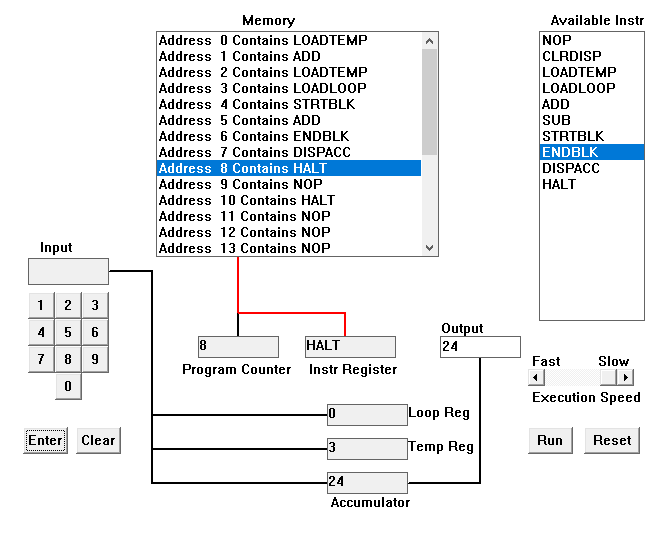 Memory
Available Instr
Address 0 Contains LOADTEMP
Address 1 Contains ADD
Address 2 Contains LOADTEMP
Address 3 Contains LOADLOOP
Address 4 Contains STRTBLK
Address 5 Contains ADD
Address 6 Contains ENDBLK
Address 7 Contains DISPACC
Address 8 Contains HALT
Address 9 Contains NOP
Address 10 Contains HALT
Address 11 Contains NOP
Address 12 Contains NOP
Address 13 Contains NOP
NOP
CLRDISP
LOADTEMP
LOADLOOP
ADD
SUB
STRTBLK
ENDBLK
DISPACC
HALT
Input
1 2 3
4 5 6
7 8 9
0
Enter Clear
8
Program Counter
HALT
Instr Register
Output
24
Fast Slow
Execution Speed
Run Reset
0 Loop Reg
3 Temp Reg
24
Accumulator